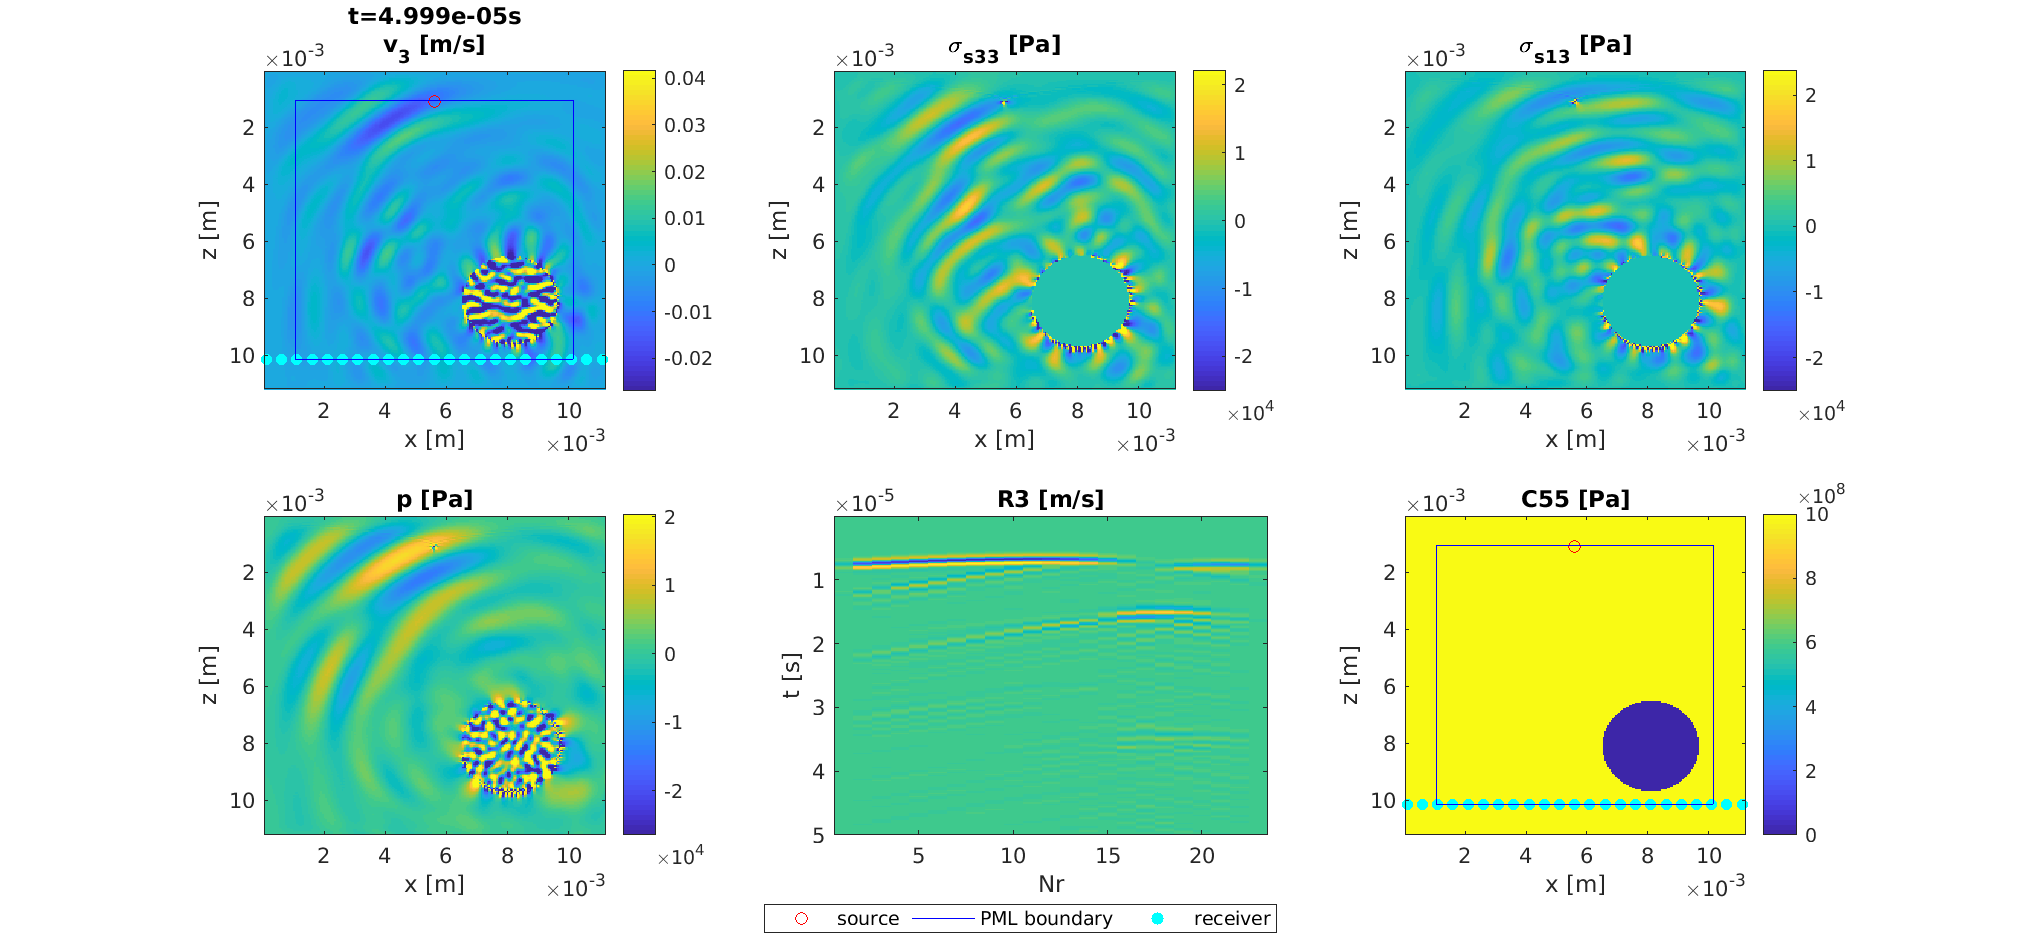 t=4.999e-05s
v3 [m/s]
×10-3
0.04
0.03
0.02
0.01
0
-0.01
-0.02
2
4
6
8
10
z [m]
2 4 6 8 10
x [m]
×10-3
σs33 [Pa]
×10-3
2
1
0
-1
-2
×104
2
4
6
8
10
z [m]
2 4 6 8 10
x [m]
×10-3
σs13 [Pa]
×10-3
2
1
0
-1
-2
×104
2
4
6
8
10
z [m]
2 4 6 8 10
x [m]
×10-3
p [Pa]
×10-3
2
1
0
-1
-2
×104
2
4
6
8
10
z [m]
2 4 6 8 10
x [m]
×10-3
R3 [m/s]
×10-5
1
2
3
4
5
t [s]
5 10 15 20
Nr
C55 [Pa]
×10-3
×108
10
8
6
4
2
0
2
4
6
8
10
z [m]
2 4 6 8 10
x [m]
×10-3
source PML boundary receiver